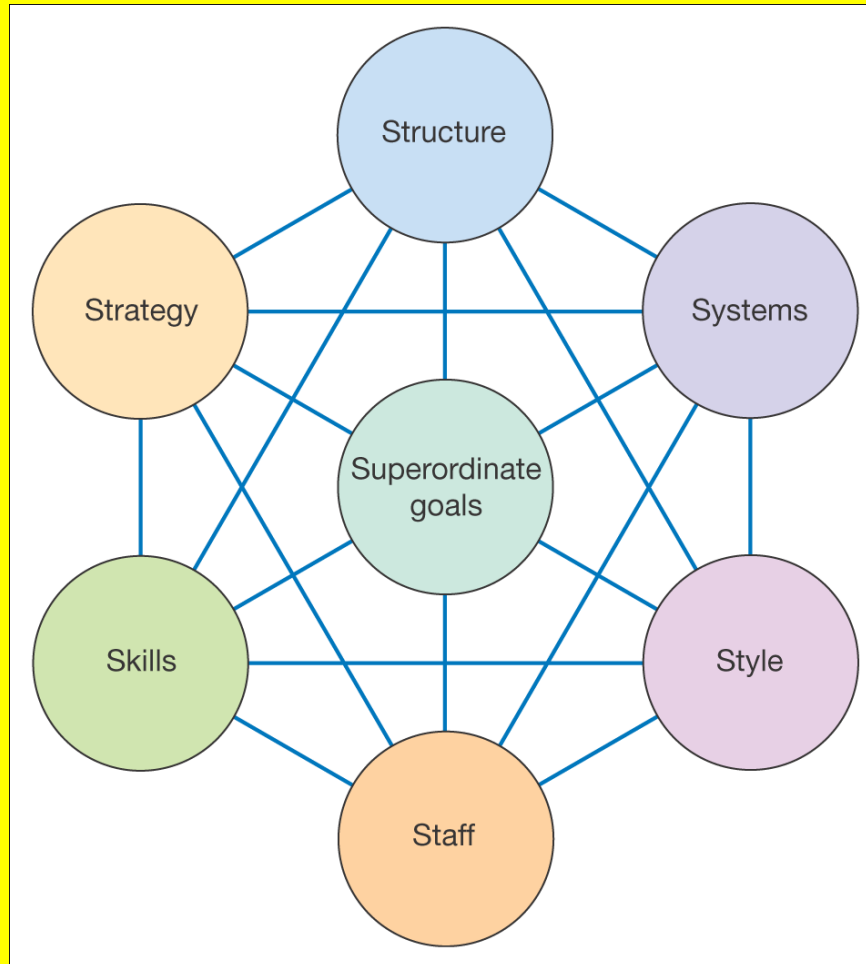 Structure
Strategy
Systems
Superordinate
goals
Skills
Style
Staff